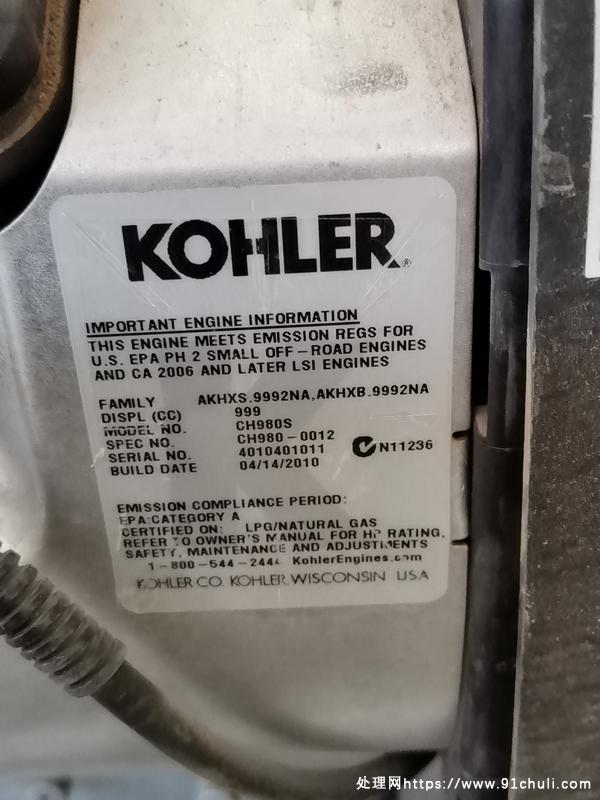 KOHLER®
IMPORTANT ENGINE INFORMATION
THIS ENGINE MEETS EMISSION REGS FOR
U.S. EPA PH 2 SMALL OFF-ROAD ENGINES
AND CA 2006 AND LATER LSI ENGINES
FAMILY AKHXS.9992NA,AKHXB.9992NA
DISPL (CC) 999
MODEL NO. CH980S
SPEC NO. CH980-0012
SERIAL NO. 4010401011 N11236
BUILD DATE 04/14/2010
EMISSION COMPLIANCE PERIOD:
EPA:CATEGORY A
CERTIFIED ON: LPG/NATURAL GAS
REFER TO OWNER'S MANUAL FOR HP RATING,
SAFETY, MAINTENANCE AND ADJUSTMENTS
1-800-544-2444 KohlerEngines.com
KOHLER CO. KOHLER, WISCONSIN USA
处理网https://www.91chuli.com